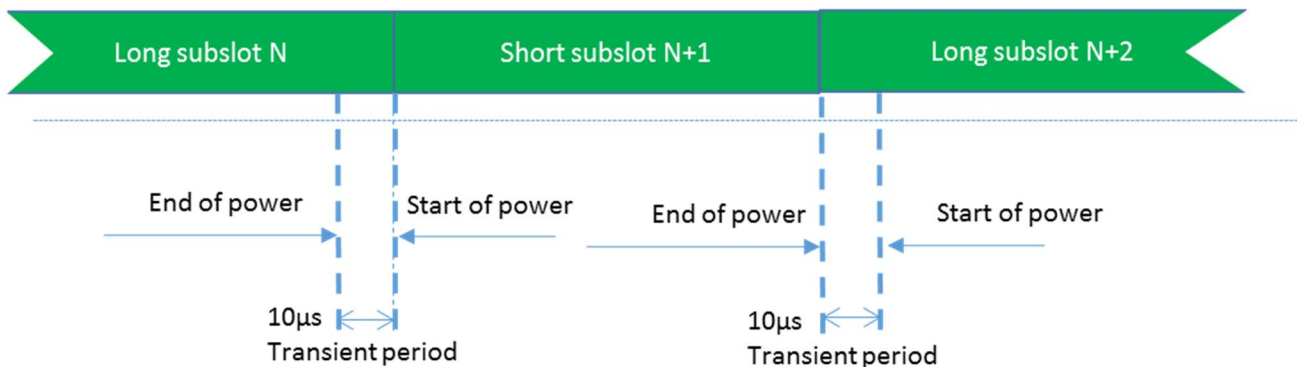 Long subslot N
Short subslot N+1
Long subslot N+2
End of power
Start of power
End of power
Start of power
10µs
Transient period
10µs
Transient period